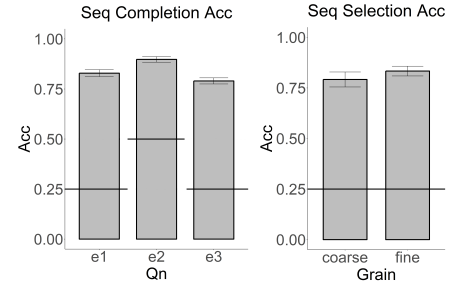 Seq Completion Acc
1.00
0.75
0.50
0.25
0.00
Acc
e1 e2 e3
Qn
Seq Selection Acc
1.00
0.75
0.50
0.25
0.00
Acc
coarse fine
Grain